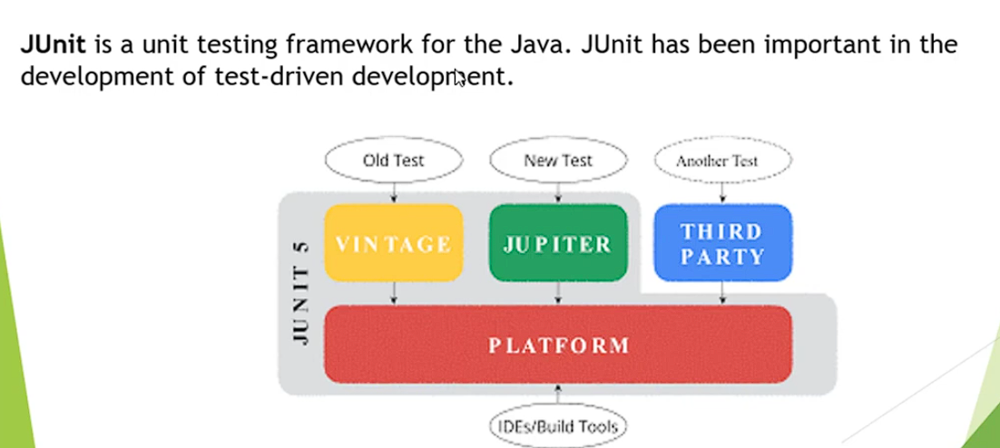 JUnit is a unit testing framework for the Java. JUnit has been important in the
development of test-driven development.
Old Test
New Test
Another Test
JUNIT 5
VINTAGE
JUPITER
THIRD
PARTY
PLATFORM
IDEs/Build Tools